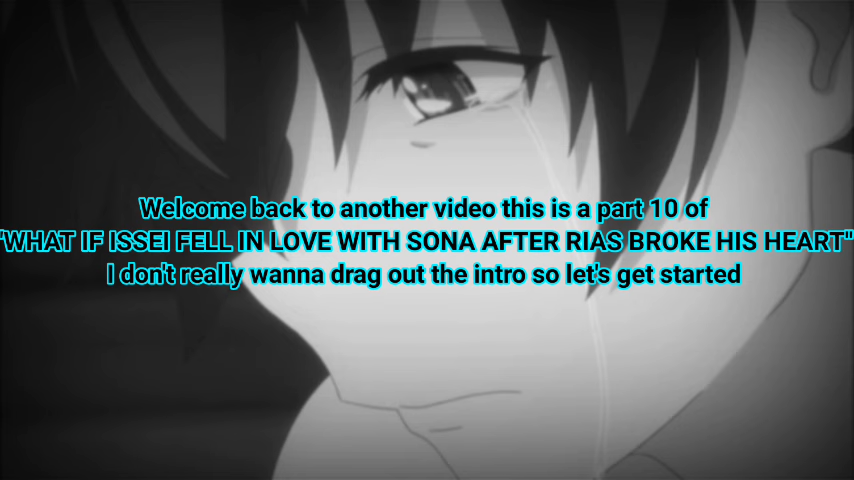 Welcome back to another video this is a part 10 of
"WHAT IF ISSEI FELL IN LOVE WITH SONA AFTER RIAS BROKE HIS HEART"
I don't really wanna drag out the intro so let's get started